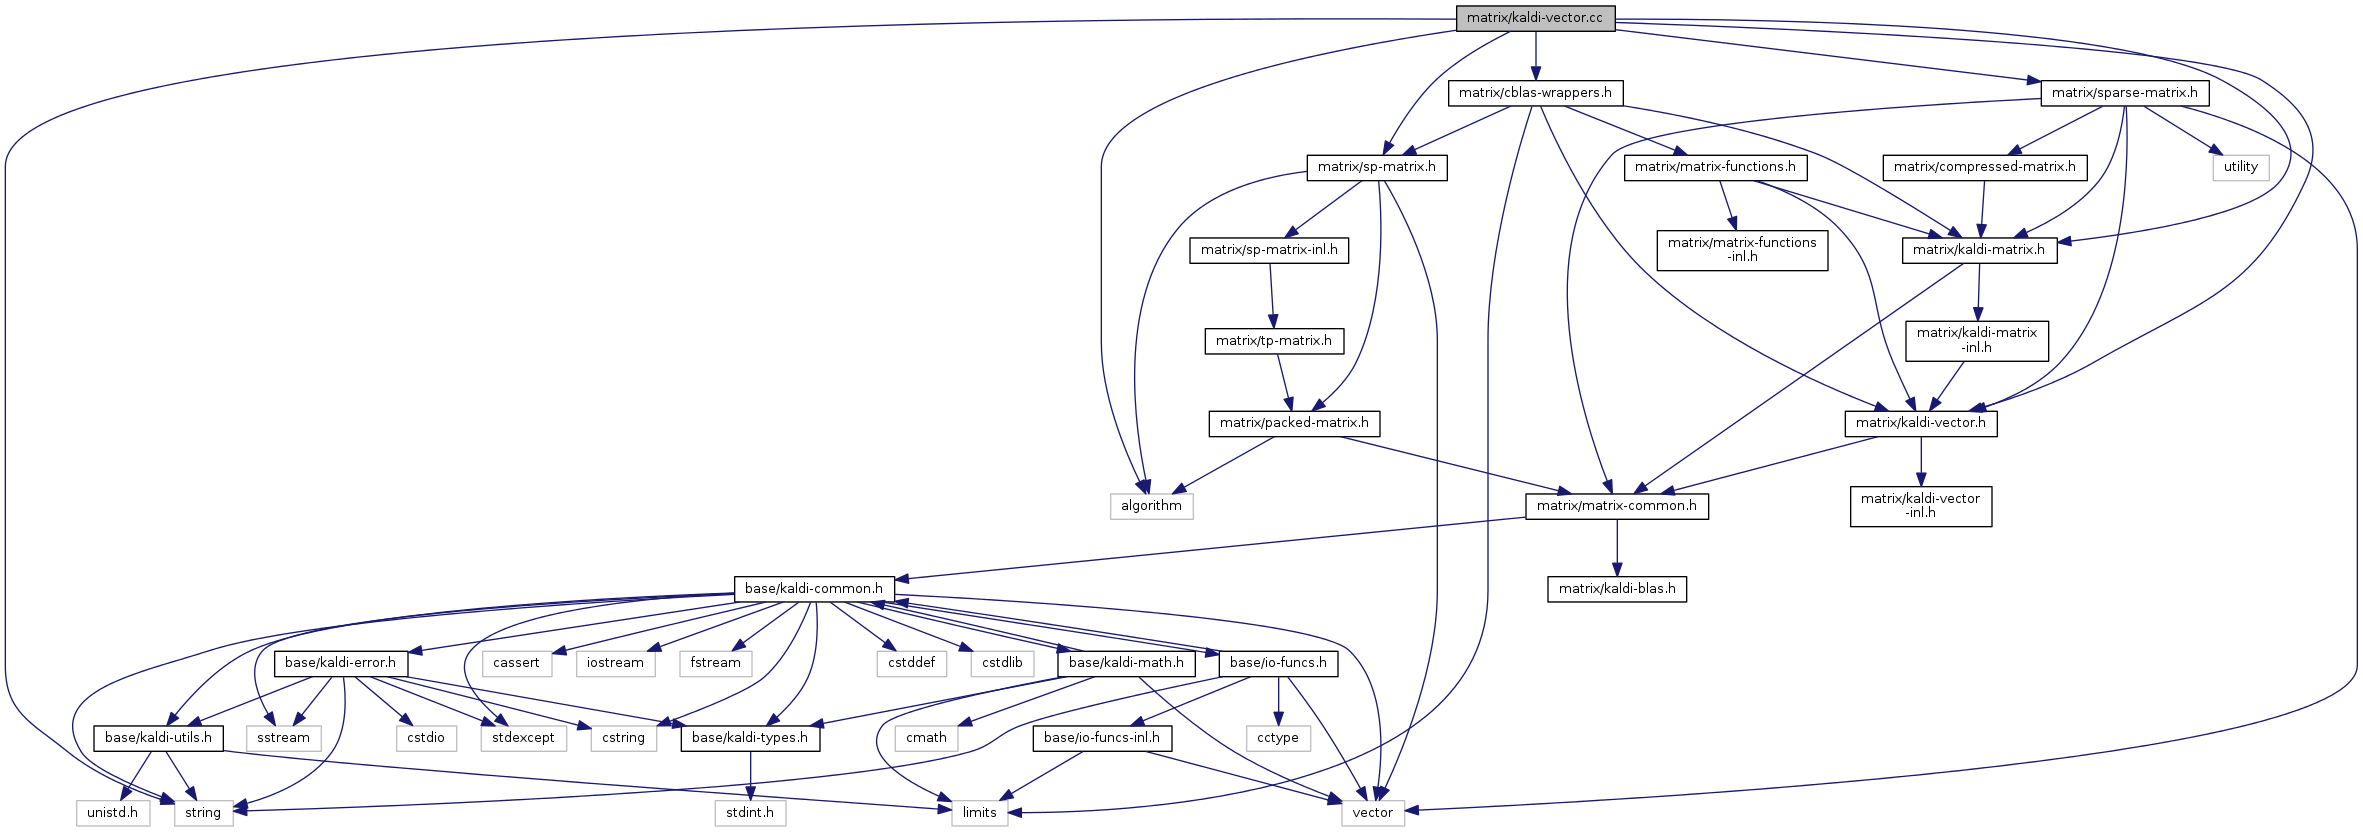 matrix/kaldi-vector.cc
matrix/cblas-wrappers.h
matrix/sparse-matrix.h
matrix/sp-matrix.h
matrix/matrix-functions.h
matrix/compressed-matrix.h
utility
matrix/sp-matrix-inl.h
matrix/matrix-functions
-inl.h
matrix/kaldi-matrix.h
matrix/tp-matrix.h
matrix/kaldi-matrix
-inl.h
matrix/packed-matrix.h
matrix/kaldi-vector.h
algorithm
matrix/matrix-common.h
matrix/kaldi-vector
-inl.h
base/kaldi-common.h
matrix/kaldi-blas.h
base/kaldi-error.h
cassert
iostream
fstream
cstddef
cstdlib
base/kaldi-math.h
base/io-funcs.h
base/kaldi-utils.h
sstream
cstdio
stdexcept
cstring
base/kaldi-types.h
cmath
base/io-funcs-inl.h
cctype
unistd.h
string
stdint.h
limits
vector